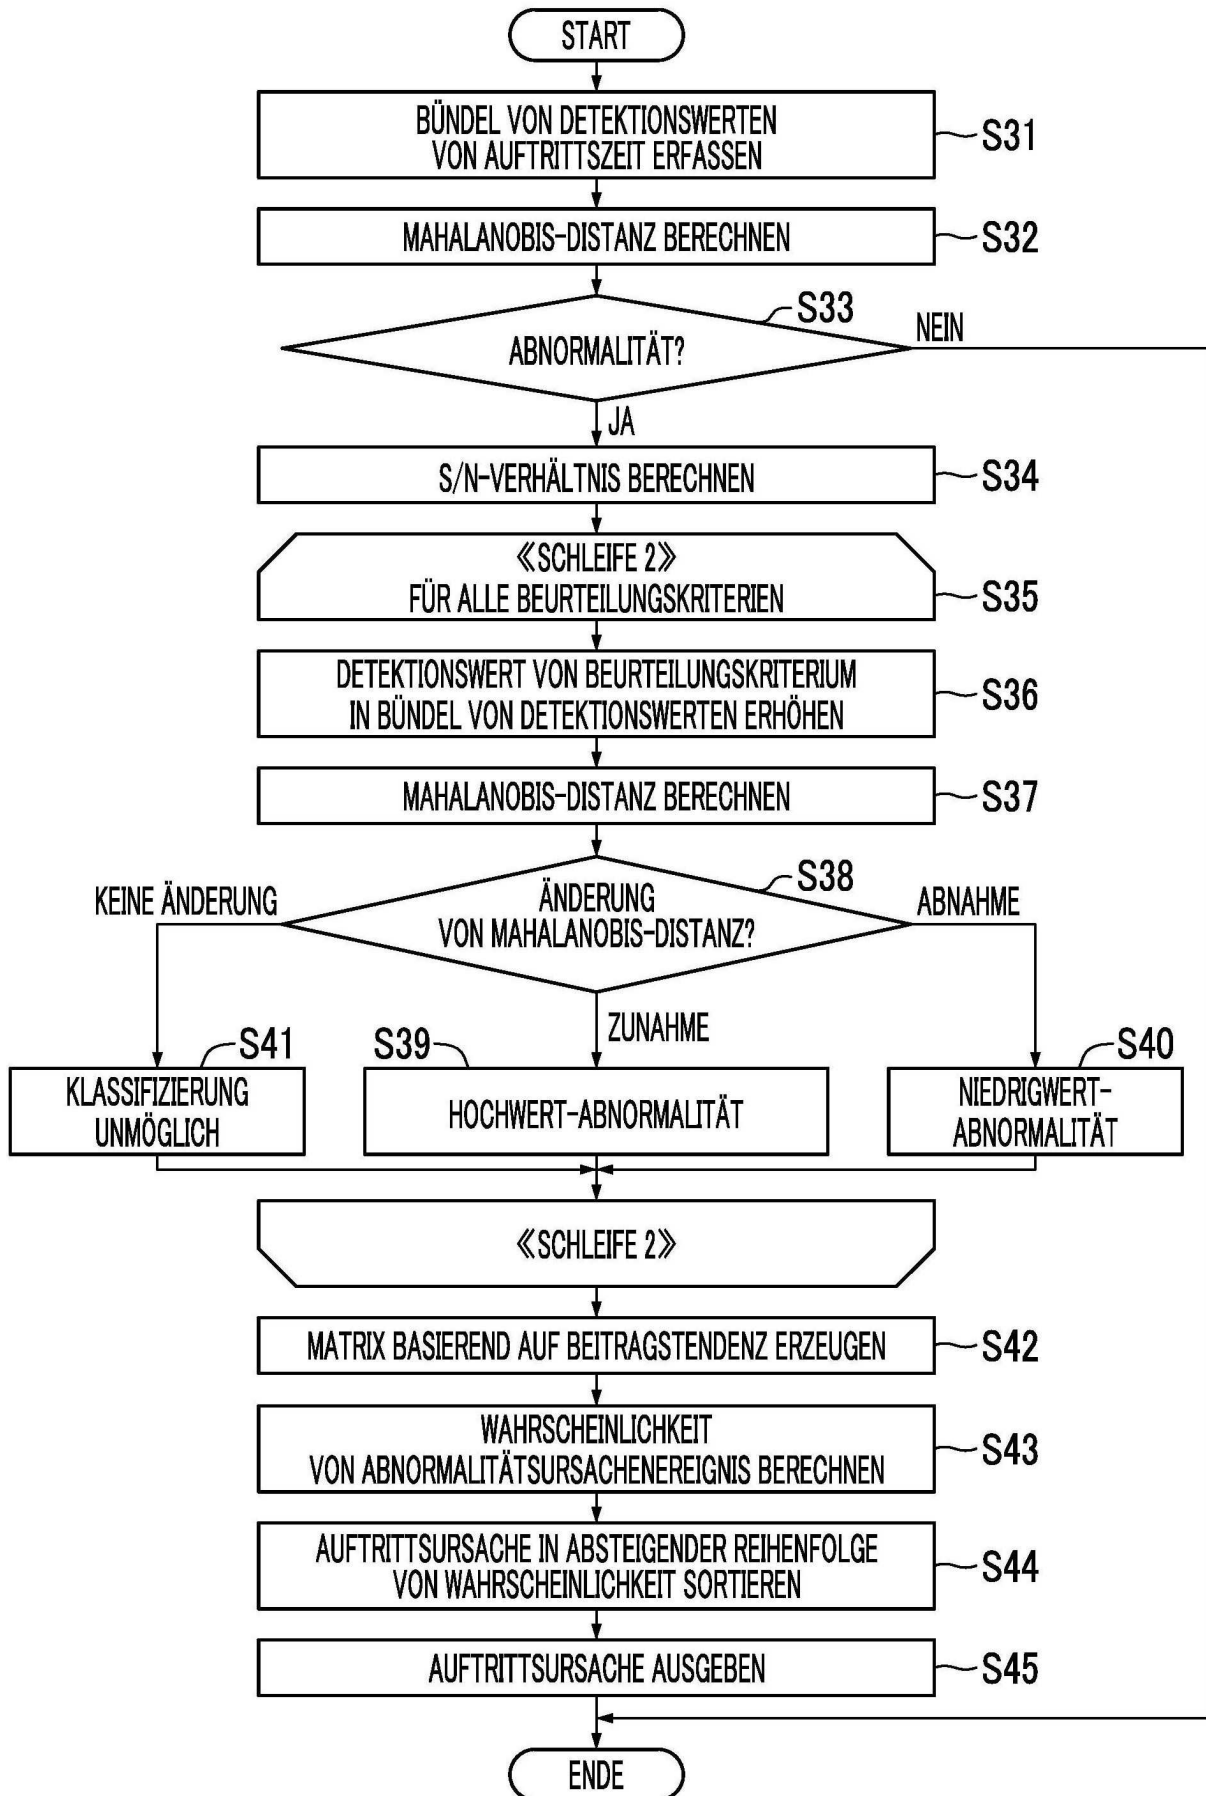 START
BÜNDEL VON DETEKTIONSWERTEN
VON AUFTRITTSZEIT ERFASSEN
S31
MAHALANOBIS-DISTANZ BERECHNEN
S32
S33
ABNORMALITÄT?
NEIN
JA
S/N-VERHÄLTNIS BERECHNEN
S34
《SCHLEIFE 2》
FÜR ALLE BEURTEILUNGSKRITERIEN
S35
DETEKTIONSWERT VON BEURTEILUNGSKRITERIUM
IN BÜNDEL VON DETEKTIONSWERTEN ERHÖHEN
S36
MAHALANOBIS-DISTANZ BERECHNEN
S37
S38
KEINE ÄNDERUNG
ÄNDERUNG
VON MAHALANOBIS-DISTANZ?
ABNAHME
ZUNAHME
S41
S39
S40
KLASSIFIZIERUNG
UNMÖGLICH
HOCHWERT-ABNORMALITÄT
NIEDRIGWERT-
ABNORMALITÄT
《SCHLEIFE 2》
MATRIX BASIEREND AUF BEITRAGSTENDENZ ERZEUGEN
S42
WAHRSCHEINLICHKEIT
VON ABNORMALITÄTSURSACHENEREIGNIS BERECHNEN
S43
AUFTRITTSURSACHE IN ABSTEIGENDER REIHENFOLGE
VON WAHRSCHEINLICHKEIT SORTIEREN
S44
AUFTRITTSURSACHE AUSGEBEN
S45
ENDE